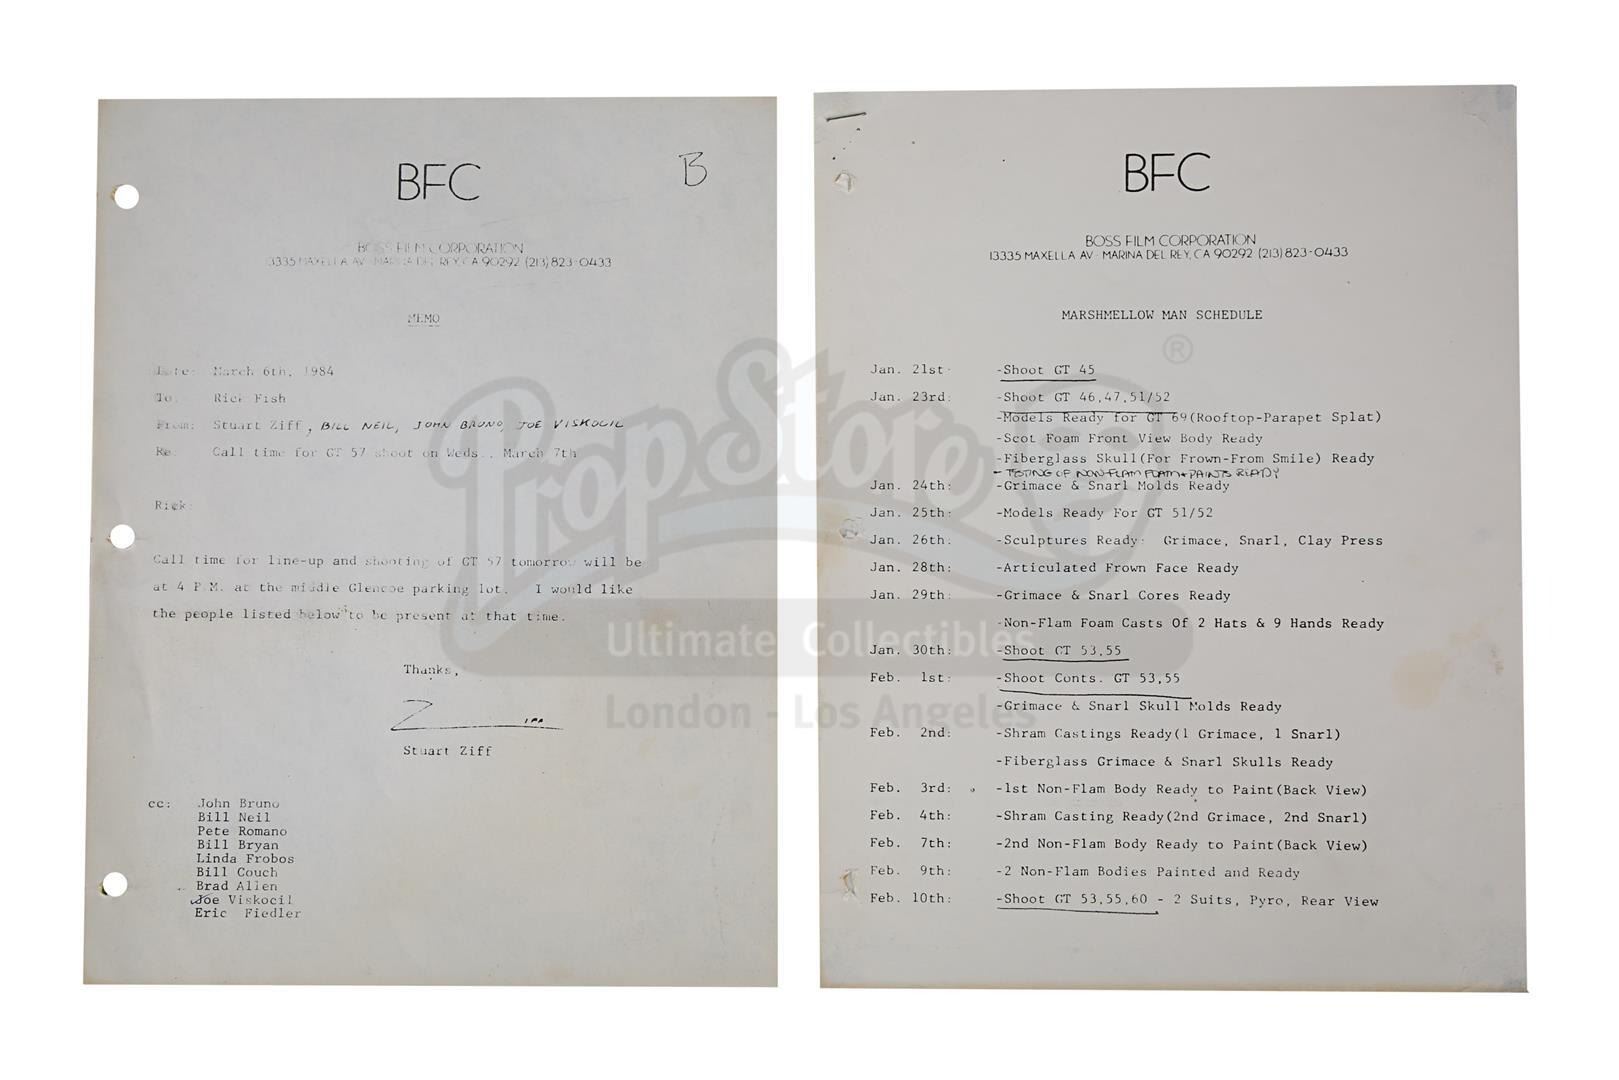 BFC
B
BOSS FILM CORPORATION
13335 MAXELLA AV · MARINA DEL REY, CA 90292 (213) 823-0433
MEMO
Date: March 6th, 1984
To: Rick Fish
From: Stuart Ziff, BILL NEIL, JOHN BRUNO, JOE VISKOCIL
Re: Call time for GT 57 shoot on Weds., March 7th
Rick:
Call time for line-up and shooting of GT 57 tomorrow will be
at 4 P.M. at the middle Glencoe parking lot. I would like
the people listed below to be present at that time.
Thanks,
Stuart Ziff
cc: John Bruno
Bill Neil
Pete Romano
Bill Bryan
Linda Frobos
Bill Couch
Brad Allen
Joe Viskocil
Eric Fiedler
BFC
BOSS FILM CORPORATION
13335 MAXELLA AV · MARINA DEL REY, CA 90292 (213) 823-0433
MARSHMELLOW MAN SCHEDULE
Jan. 21st: -Shoot GT 45
Jan. 23rd: -Shoot GT 46,47,51/52
-Models Ready for GT 69(Rooftop-Parapet Splat)
-Scot Foam Front View Body Ready
-Fiberglass Skull(For Frown-From Smile) Ready
- TESTING OF NON-FLAM FOAM + PAINTS READY
Jan. 24th: -Grimace & Snarl Molds Ready
Jan. 25th: -Models Ready For GT 51/52
Jan. 26th: -Sculptures Ready: Grimace, Snarl, Clay Press
Jan. 28th: -Articulated Frown Face Ready
Jan. 29th: -Grimace & Snarl Cores Ready
-Non-Flam Foam Casts Of 2 Hats & 9 Hands Ready
Jan. 30th: -Shoot GT 53,55
Feb. 1st: -Shoot Conts. GT 53,55
-Grimace & Snarl Skull Molds Ready
Feb. 2nd: -Shram Castings Ready(1 Grimace, 1 Snarl)
-Fiberglass Grimace & Snarl Skulls Ready
Feb. 3rd: -1st Non-Flam Body Ready to Paint(Back View)
Feb. 4th: -Shram Casting Ready(2nd Grimace, 2nd Snarl)
Feb. 7th: -2nd Non-Flam Body Ready to Paint(Back View)
Feb. 9th: -2 Non-Flam Bodies Painted and Ready
Feb. 10th: -Shoot GT 53,55,60 - 2 Suits, Pyro, Rear View
PropStore ®
Ultimate Collectibles
London - Los Angeles